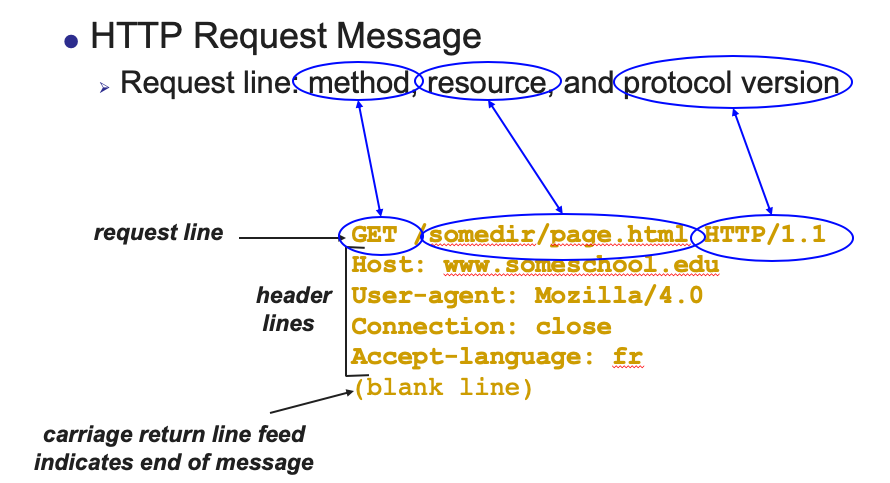 HTTP Request Message
Request line: method, resource, and protocol version
request line
GET /somedir/page.html HTTP/1.1
Host: www.someschool.edu
header
lines
User-agent: Mozilla/4.0
Connection: close
Accept-language: fr
(blank line)
carriage return line feed
indicates end of message